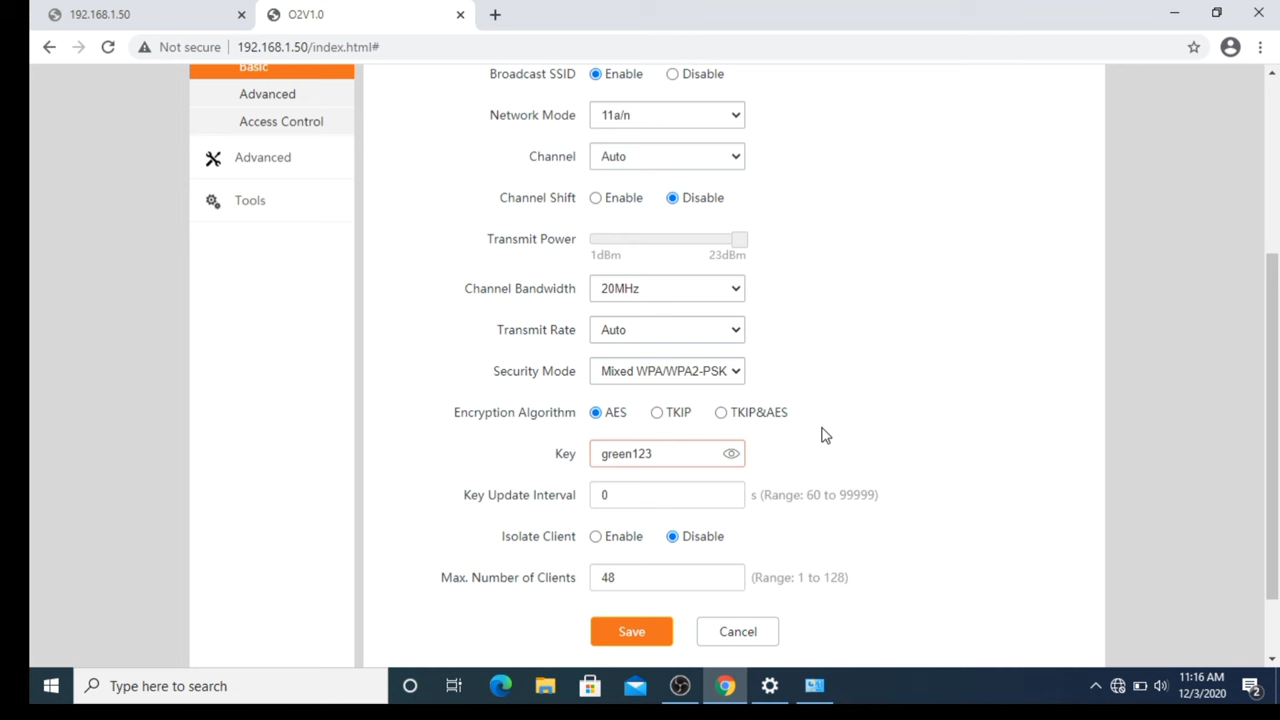 192.168.1.50
O2V1.0
Not secure
192.168.1.50/index.html#
Basic
Advanced
Access Control
Advanced
Tools
Broadcast SSID Enable Disable
Network Mode 11a/n
Channel Auto
Channel Shift Enable Disable
Transmit Power
1dBm 23dBm
Channel Bandwidth 20MHz
Transmit Rate Auto
Security Mode Mixed WPA/WPA2-PSK
Encryption Algorithm AES TKIP TKIP&AES
Key green123
Key Update Interval 0 s (Range: 60 to 99999)
Isolate Client Enable Disable
Max. Number of Clients 48 (Range: 1 to 128)
Save Cancel
Type here to search
11:16 AM
12/3/2020
2